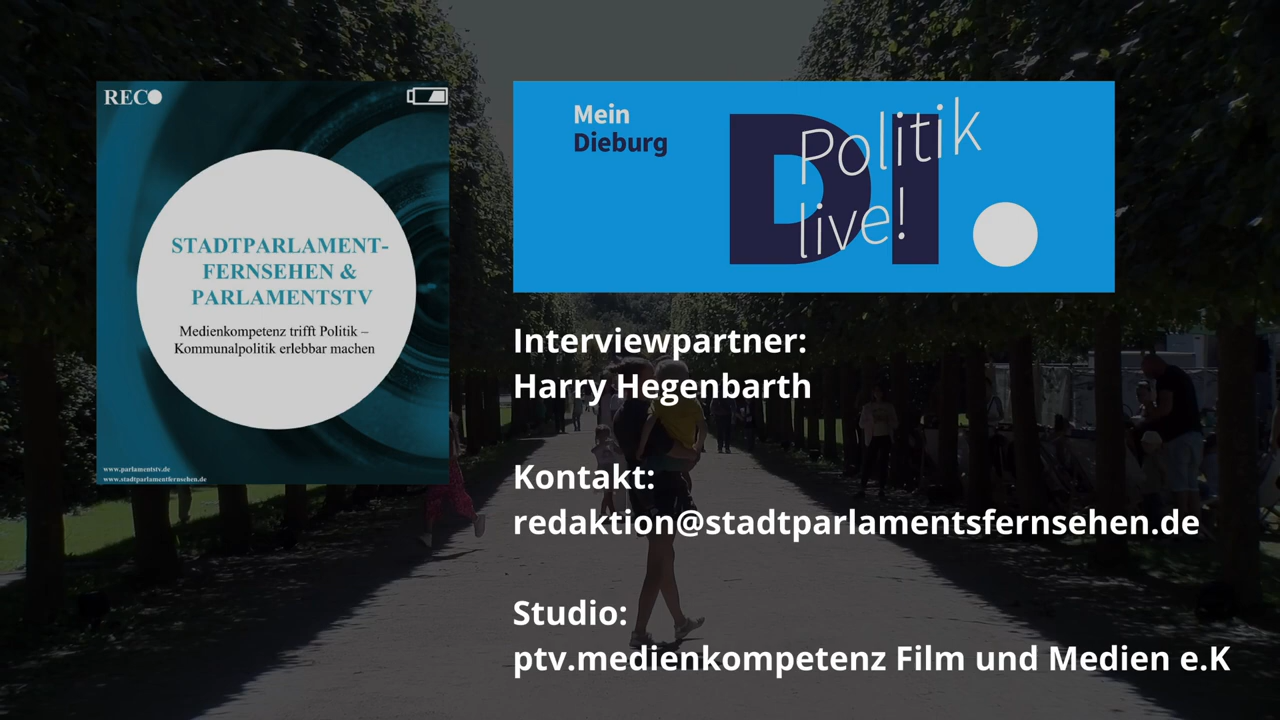 REC
STADTPARLAMENT-
FERNSEHEN &
PARLAMENTSTV
Medienkompetenz trifft Politik –
Kommunalpolitik erlebbar machen
www.parlamentstv.de
www.stadtparlamentfernsehen.de
Mein
Dieburg
DI
Politik
live!
Interviewpartner:
Harry Hegenbarth
Kontakt:
redaktion@stadtparlamentsfernsehen.de
Studio:
ptv.medienkompetenz Film und Medien e.K